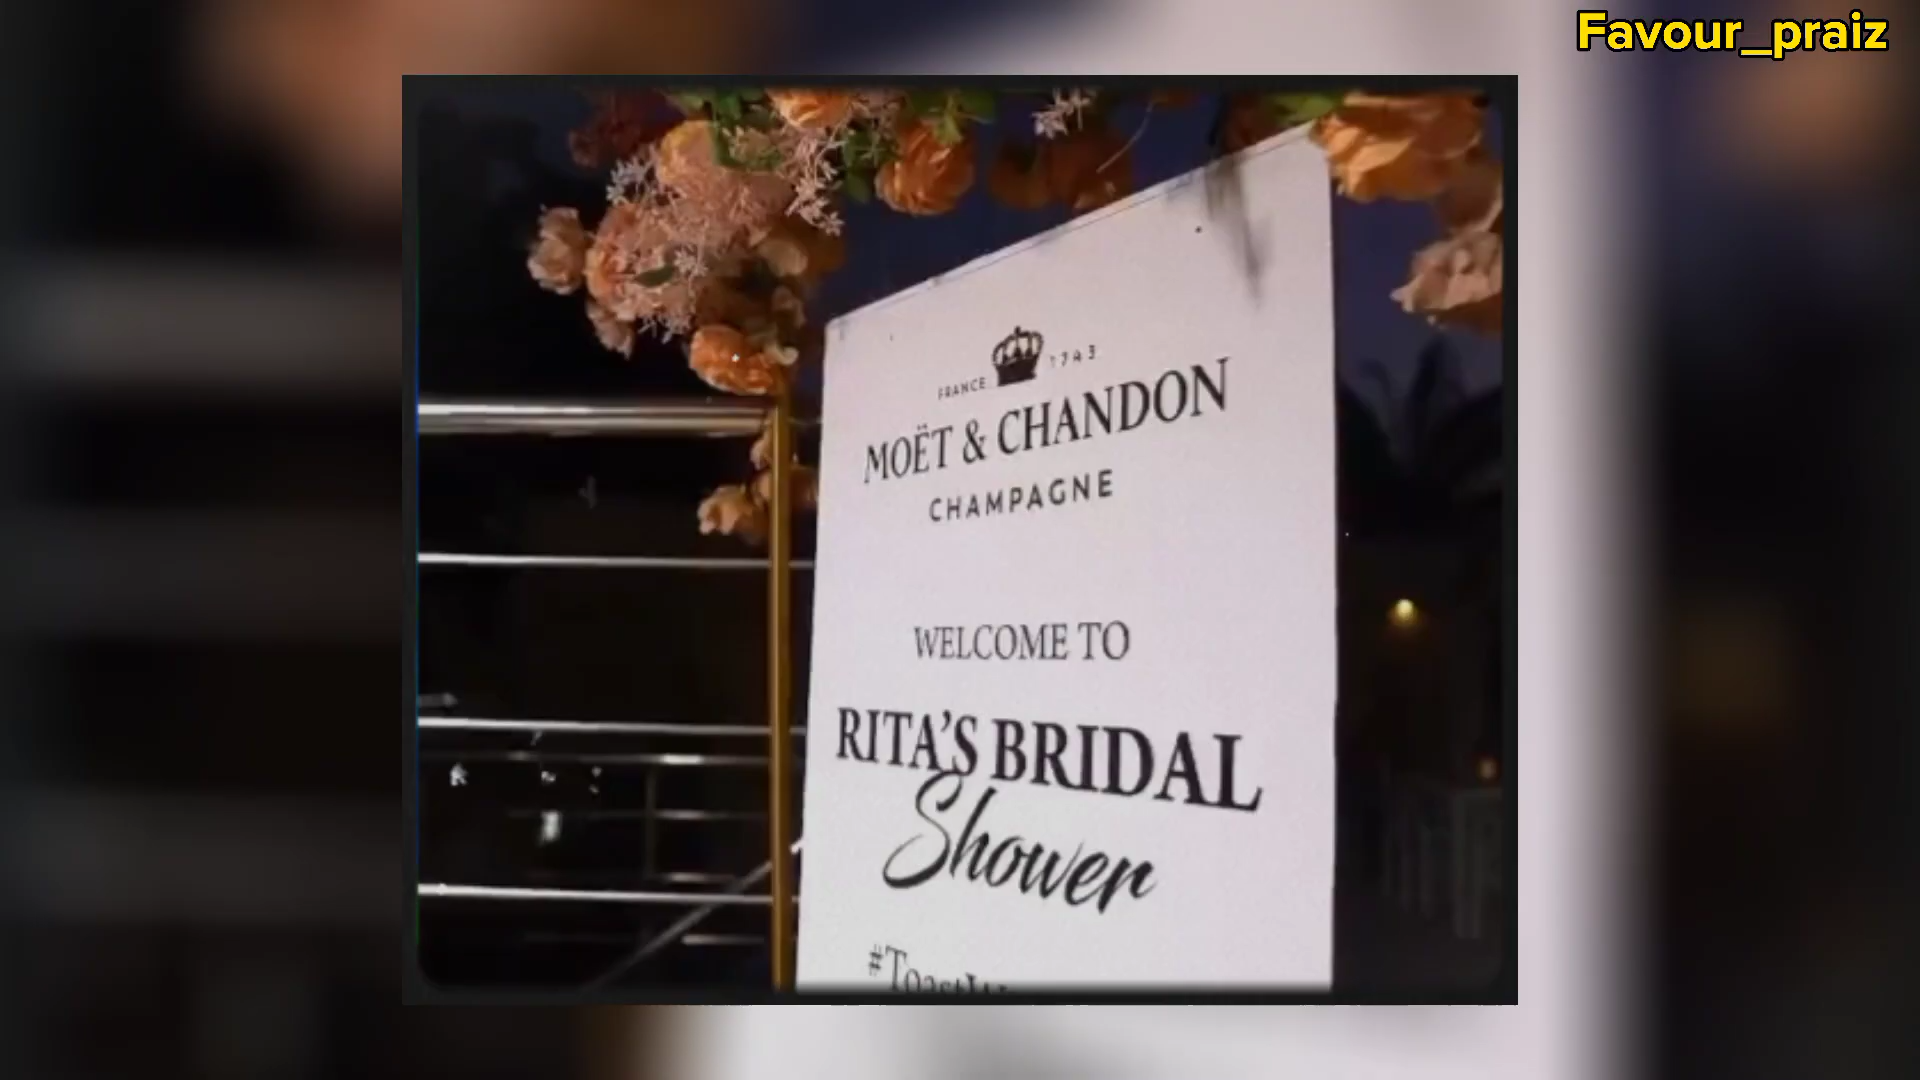 Favour_praiz
FRANCE 1743
MOËT & CHANDON
CHAMPAGNE
WELCOME TO
RITA'S BRIDAL
Shower